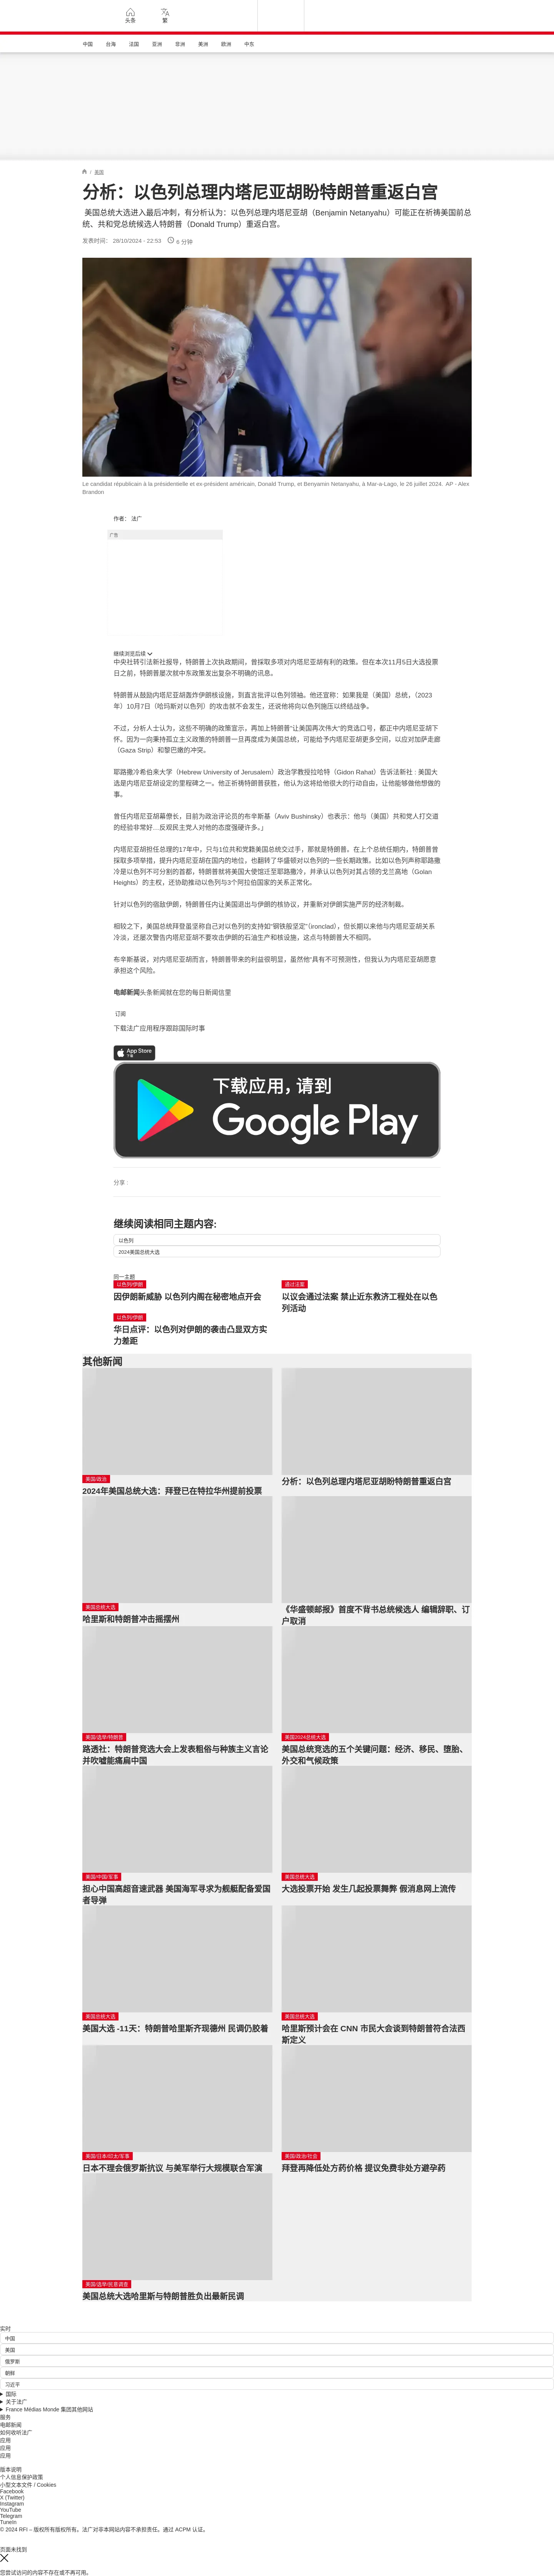 头条
繁
中国 台海 法国 亚洲 非洲 美洲 欧洲 中东
/ 美国
分析：以色列总理内塔尼亚胡盼特朗普重返白宫
美国总统大选进入最后冲刺，有分析认为：以色列总理内塔尼亚胡（Benjamin Netanyahu）可能正在祈祷美国前总
统、共和党总统候选人特朗普（Donald Trump）重返白宫。
发表时间： 28/10/2024 - 22:53 6 分钟
Le candidat républicain à la présidentielle et ex-président américain, Donald Trump, et Benyamin Netanyahu, à Mar-a-Lago, le 26 juillet 2024. AP - Alex
Brandon
作者： 法广
广告
继续浏览后续
中央社转引法新社报导，特朗普上次执政期间，曾採取多项对内塔尼亚胡有利的政策。但在本次11月5日大选投票
日之前，特朗普屡次就中东政策发出复杂不明确的讯息。
特朗普从鼓励内塔尼亚胡轰炸伊朗核设施，到直言批评以色列领袖。他还宣称：如果我是（美国）总统，（2023
年）10月7日（哈玛斯对以色列）的攻击就不会发生，还说他将向以色列施压以终结战争。
不过，分析人士认为，这些不明确的政策宣示，再加上特朗普“让美国再次伟大”的竞选口号，都正中内塔尼亚胡下
怀。因为一向秉持孤立主义政策的特朗普一旦再度成为美国总统，可能给予内塔尼亚胡更多空间，以应对加萨走廊
（Gaza Strip）和黎巴嫩的冲突。
耶路撒冷希伯来大学（Hebrew University of Jerusalem）政治学教授拉哈特（Gidon Rahat）告诉法新社 : 美国大
选是内塔尼亚胡设定的里程碑之一。他正祈祷特朗普获胜，他认为这将给他很大的行动自由，让他能够做他想做的
事。
曾任内塔尼亚胡幕僚长，目前为政治评论员的布辛斯基（Aviv Bushinsky）也表示：他与（美国）共和党人打交道
的经验非常好…反观民主党人对他的态度强硬许多。」
内塔尼亚胡担任总理的17年中，只与1位共和党籍美国总统交过手，那就是特朗普。在上个总统任期内，特朗普曾
採取多项举措，提升内塔尼亚胡在国内的地位，也翻转了华盛顿对以色列的一些长期政策。比如以色列声称耶路撒
冷是以色列不可分割的首都，特朗普就将美国大使馆迁至耶路撒冷，并承认以色列对其占领的戈兰高地（Golan
Heights）的主权，还协助推动以色列与3个阿拉伯国家的关系正常化。
针对以色列的宿敌伊朗，特朗普任内让美国退出与伊朗的核协议，并重新对伊朗实施严厉的经济制裁。
相较之下，美国总统拜登虽坚称自己对以色列的支持如“钢铁般坚定”（ironclad），但长期以来他与内塔尼亚胡关系
冷淡，还屡次警告内塔尼亚胡不要攻击伊朗的石油生产和核设施，这点与特朗普大不相同。
布辛斯基说，对内塔尼亚胡而言，特朗普带来的利益很明显，虽然他“具有不可预测性，但我认为内塔尼亚胡愿意
承担这个风险。
电邮新闻头条新闻就在您的每日新闻信里
订阅
下载法广应用程序跟踪国际时事
App Store
下载
下载应用，请到
Google Play
分享 :
继续阅读相同主题内容:
以色列
2024美国总统大选
同一主题
以色列/伊朗
因伊朗新威胁 以色列内阁在秘密地点开会
通过法案
以议会通过法案 禁止近东救济工程处在以色
列活动
以色列/伊朗
华日点评：以色列对伊朗的袭击凸显双方实
力差距
其他新闻
美国/政治
2024年美国总统大选：拜登已在特拉华州提前投票
分析：以色列总理内塔尼亚胡盼特朗普重返白宫
美国总统大选
哈里斯和特朗普冲击摇摆州
《华盛顿邮报》首度不背书总统候选人 编辑辞职、订
户取消
美国/选举/特朗普
路透社：特朗普竞选大会上发表粗俗与种族主义言论
并吹嘘能痛扁中国
美国2024总统大选
美国总统竞选的五个关键问题：经济、移民、堕胎、
外交和气候政策
美国/中国/军事
担心中国高超音速武器 美国海军寻求为舰艇配备爱国
者导弹
美国总统大选
大选投票开始 发生几起投票舞弊 假消息网上流传
美国总统大选
美国大选 -11天：特朗普哈里斯齐现德州 民调仍胶着
美国总统大选
哈里斯预计会在 CNN 市民大会谈到特朗普符合法西
斯定义
美国/日本/印太/军事
日本不理会俄罗斯抗议 与美军举行大规模联合军演
美国/政治/社会
拜登再降低处方药价格 提议免费非处方避孕药
美国/选举/民意调查
美国总统大选哈里斯与特朗普胜负出最新民调
实时
中国
美国
俄罗斯
朝鲜
习近平
国际
关于法广
France Médias Monde 集团其他网站
服务
电邮新闻
如何收听法广
应用
应用
应用
版本说明
个人信息保护政策
小型文本文件 / Cookies
Facebook
X (Twitter)
Instagram
YouTube
Telegram
TuneIn
© 2024 RFI – 版权所有版权所有。法广对非本网站内容不承担责任。通过 ACPM 认证。
页面未找到
您尝试访问的内容不存在或不再可用。